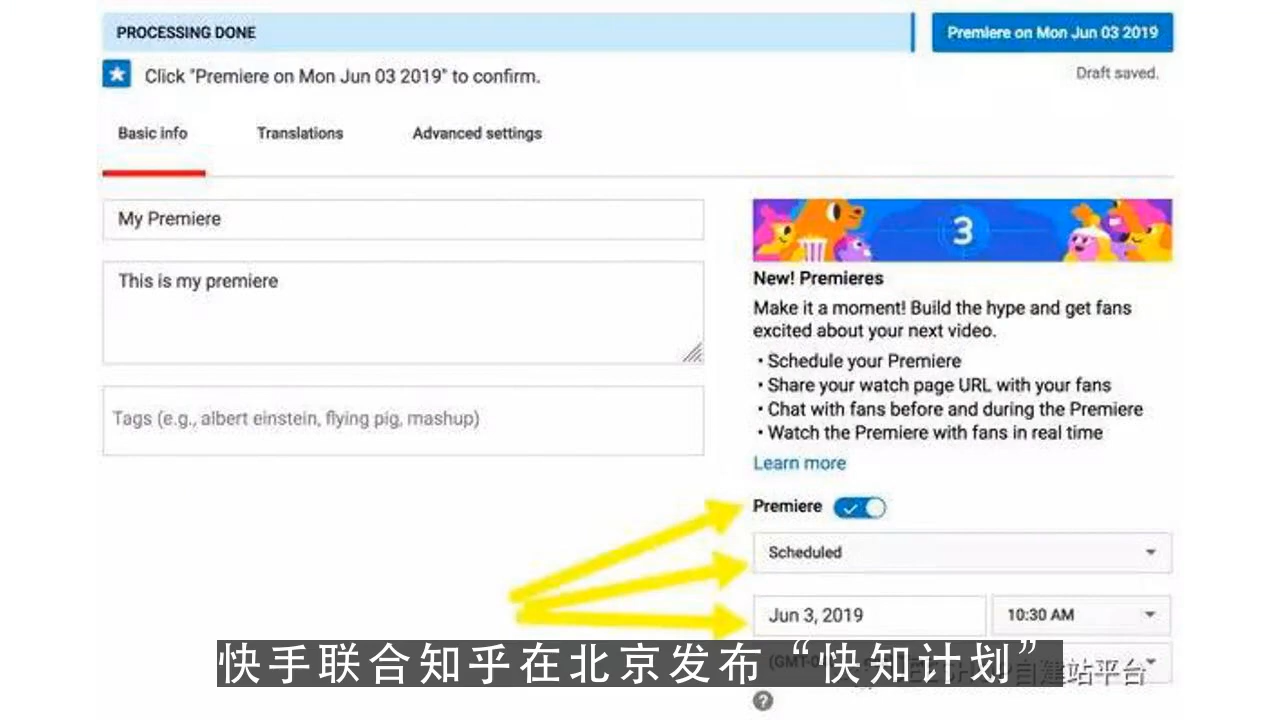 PROCESSING DONE
Premiere on Mon Jun 03 2019
Click "Premiere on Mon Jun 03 2019" to confirm.
Draft saved.
Basic info
Translations
Advanced settings
My Premiere
This is my premiere
Tags (e.g., albert einstein, flying pig, mashup)
3
New! Premieres
Make it a moment! Build the hype and get fans
excited about your next video.
• Schedule your Premiere
• Share your watch page URL with your fans
• Chat with fans before and during the Premiere
• Watch the Premiere with fans in real time
Learn more
Premiere
Scheduled
Jun 3, 2019
10:30 AM
快手联合知乎在北京发布“快知计划”
自建站平台
?